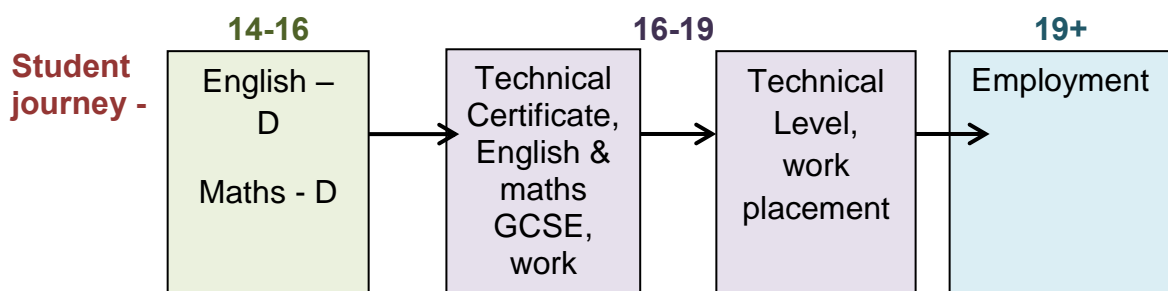 14-16
16-19
19+
Student
journey -
English –
D
Maths - D
Technical
Certificate,
English &
maths
GCSE,
work
Technical
Level,
work
placement
Employment